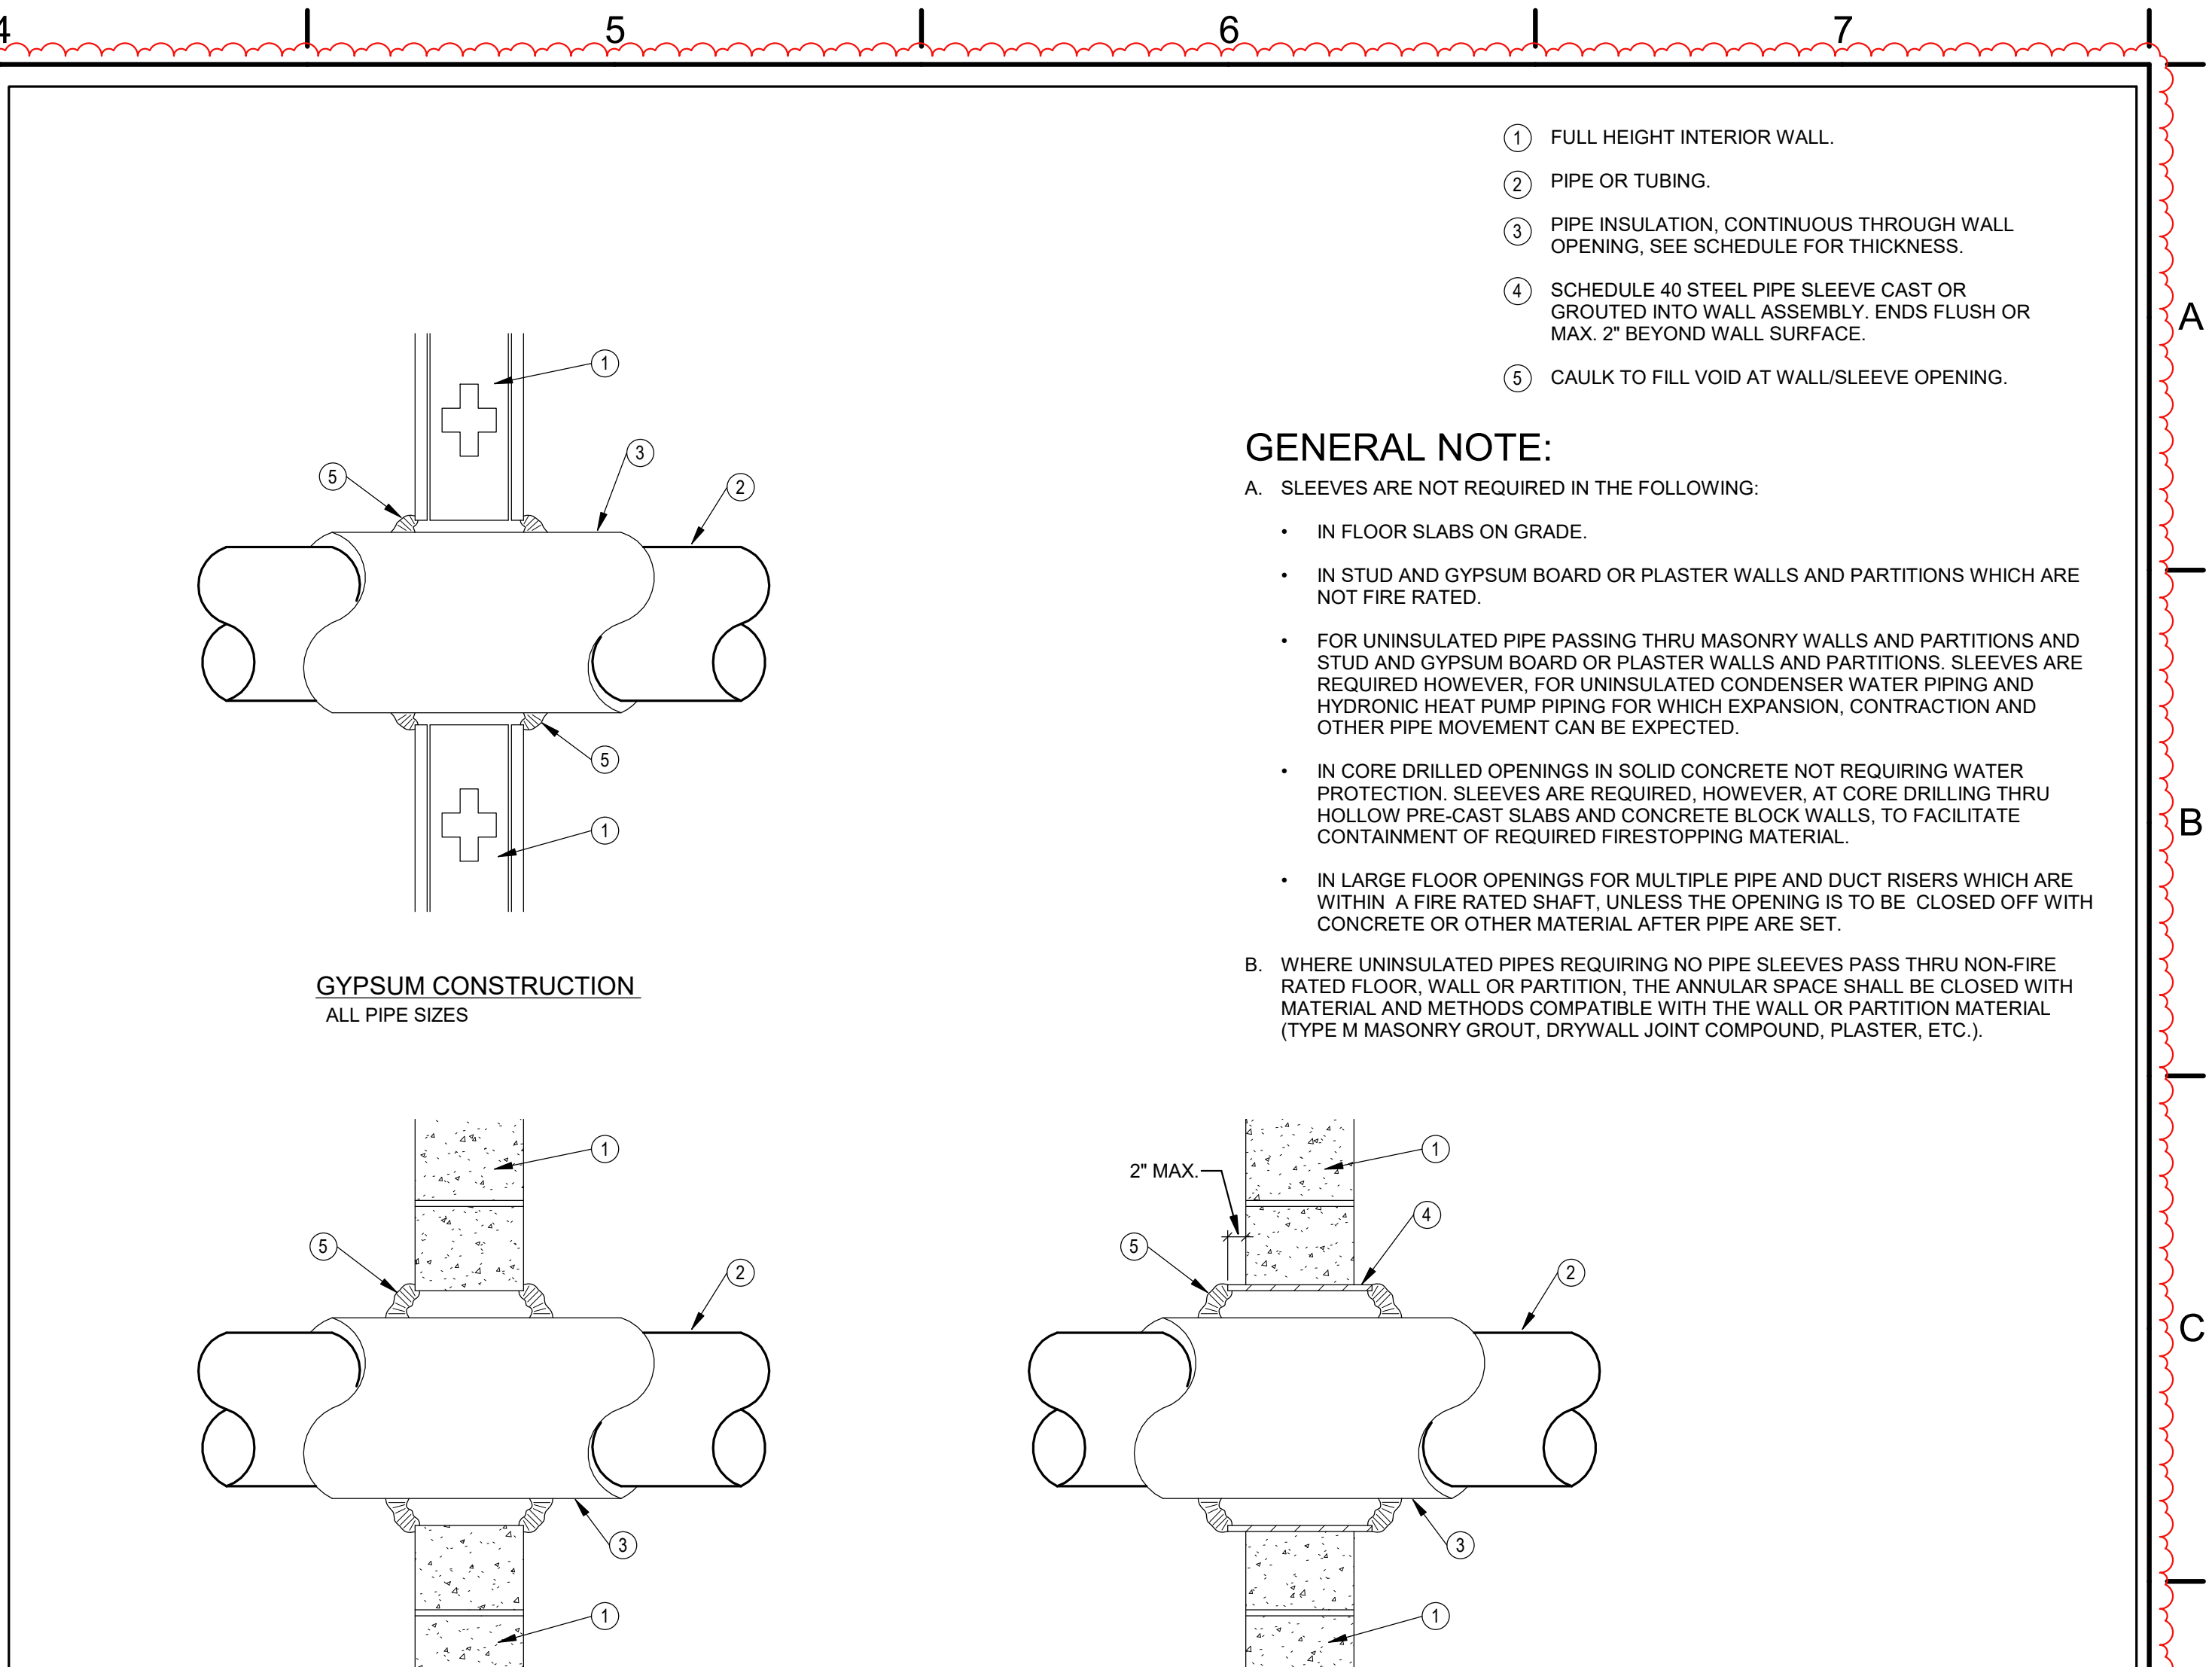 4 5 6 7
① FULL HEIGHT INTERIOR WALL.
② PIPE OR TUBING.
③ PIPE INSULATION, CONTINUOUS THROUGH WALL
OPENING, SEE SCHEDULE FOR THICKNESS.
④ SCHEDULE 40 STEEL PIPE SLEEVE CAST OR
GROUTED INTO WALL ASSEMBLY. ENDS FLUSH OR
MAX. 2" BEYOND WALL SURFACE.
⑤ CAULK TO FILL VOID AT WALL/SLEEVE OPENING.
A
GENERAL NOTE:
A. SLEEVES ARE NOT REQUIRED IN THE FOLLOWING:
• IN FLOOR SLABS ON GRADE.
• IN STUD AND GYPSUM BOARD OR PLASTER WALLS AND PARTITIONS WHICH ARE
NOT FIRE RATED.
• FOR UNINSULATED PIPE PASSING THRU MASONRY WALLS AND PARTITIONS AND
STUD AND GYPSUM BOARD OR PLASTER WALLS AND PARTITIONS. SLEEVES ARE
REQUIRED HOWEVER, FOR UNINSULATED CONDENSER WATER PIPING AND
HYDRONIC HEAT PUMP PIPING FOR WHICH EXPANSION, CONTRACTION AND
OTHER PIPE MOVEMENT CAN BE EXPECTED.
• IN CORE DRILLED OPENINGS IN SOLID CONCRETE NOT REQUIRING WATER
PROTECTION. SLEEVES ARE REQUIRED, HOWEVER, AT CORE DRILLING THRU
HOLLOW PRE-CAST SLABS AND CONCRETE BLOCK WALLS, TO FACILITATE
CONTAINMENT OF REQUIRED FIRESTOPPING MATERIAL.
• IN LARGE FLOOR OPENINGS FOR MULTIPLE PIPE AND DUCT RISERS WHICH ARE
WITHIN A FIRE RATED SHAFT, UNLESS THE OPENING IS TO BE CLOSED OFF WITH
CONCRETE OR OTHER MATERIAL AFTER PIPE ARE SET.
B. WHERE UNINSULATED PIPES REQUIRING NO PIPE SLEEVES PASS THRU NON-FIRE
RATED FLOOR, WALL OR PARTITION, THE ANNULAR SPACE SHALL BE CLOSED WITH
MATERIAL AND METHODS COMPATIBLE WITH THE WALL OR PARTITION MATERIAL
(TYPE M MASONRY GROUT, DRYWALL JOINT COMPOUND, PLASTER, ETC.).
B
①
③
⑤
②
⑤
①
GYPSUM CONSTRUCTION
ALL PIPE SIZES
①
⑤
②
③
①
①
2" MAX.
④
⑤
②
③
①
C